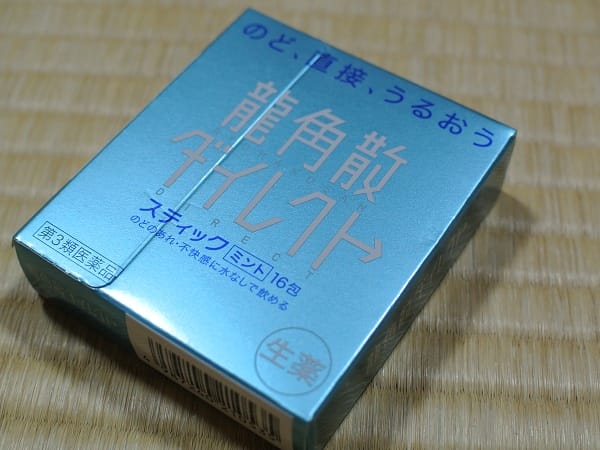 のど、直接、うるおう
龍角散
ダイレクト
DIRECT
スティック ミント 16包
のどのあれ・不快感に水なしで飲める
第3類医薬品
生薬